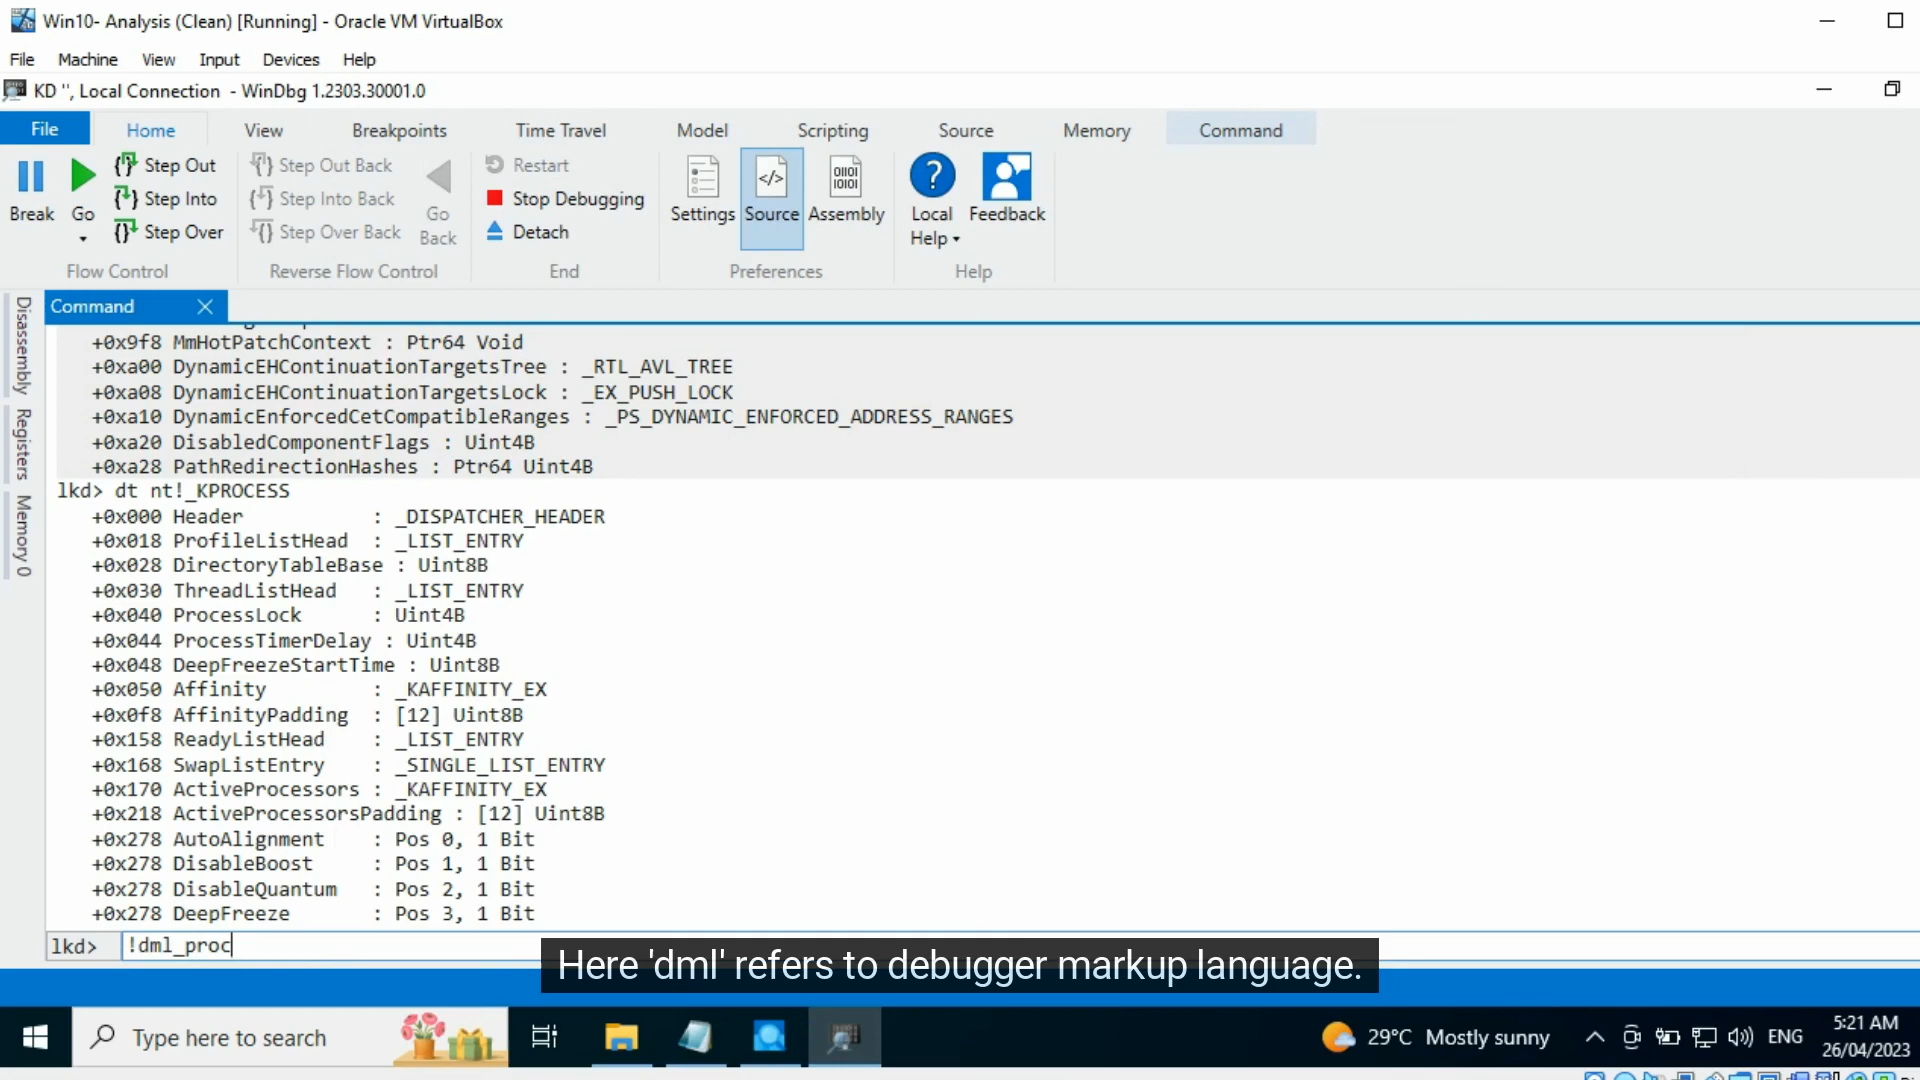 Win10- Analysis (Clean) [Running] - Oracle VM VirtualBox
File Machine View Input Devices Help
KD '', Local Connection - WinDbg 1.2303.30001.0
File Home View Breakpoints Time Travel Model Scripting Source Memory Command
Break
Go
Step Out
Step Into
Step Over
Flow Control
Step Out Back
Step Into Back
Step Over Back
Go Back
Reverse Flow Control
Restart
Stop Debugging
Detach
End
Settings
Source
Assembly
Preferences
Local Help
Feedback
Help
Disassembly
Registers
Memory 0
Command
+0x9f8 MmHotPatchContext : Ptr64 Void
+0xa00 DynamicEHContinuationTargetsTree : _RTL_AVL_TREE
+0xa08 DynamicEHContinuationTargetsLock : _EX_PUSH_LOCK
+0xa10 DynamicEnforcedCetCompatibleRanges : _PS_DYNAMIC_ENFORCED_ADDRESS_RANGES
+0xa20 DisabledComponentFlags : Uint4B
+0xa28 PathRedirectionHashes : Ptr64 Uint4B
lkd> dt nt!_KPROCESS
+0x000 Header : _DISPATCHER_HEADER
+0x018 ProfileListHead : _LIST_ENTRY
+0x028 DirectoryTableBase : Uint8B
+0x030 ThreadListHead : _LIST_ENTRY
+0x040 ProcessLock : Uint4B
+0x044 ProcessTimerDelay : Uint4B
+0x048 DeepFreezeStartTime : Uint8B
+0x050 Affinity : _KAFFINITY_EX
+0x0f8 AffinityPadding : [12] Uint8B
+0x158 ReadyListHead : _LIST_ENTRY
+0x168 SwapListEntry : _SINGLE_LIST_ENTRY
+0x170 ActiveProcessors : _KAFFINITY_EX
+0x218 ActiveProcessorsPadding : [12] Uint8B
+0x278 AutoAlignment : Pos 0, 1 Bit
+0x278 DisableBoost : Pos 1, 1 Bit
+0x278 DisableQuantum : Pos 2, 1 Bit
+0x278 DeepFreeze : Pos 3, 1 Bit
lkd> !dml_proc
Here 'dml' refers to debugger markup language.
Type here to search
29°C Mostly sunny
ENG
5:21 AM
26/04/2023